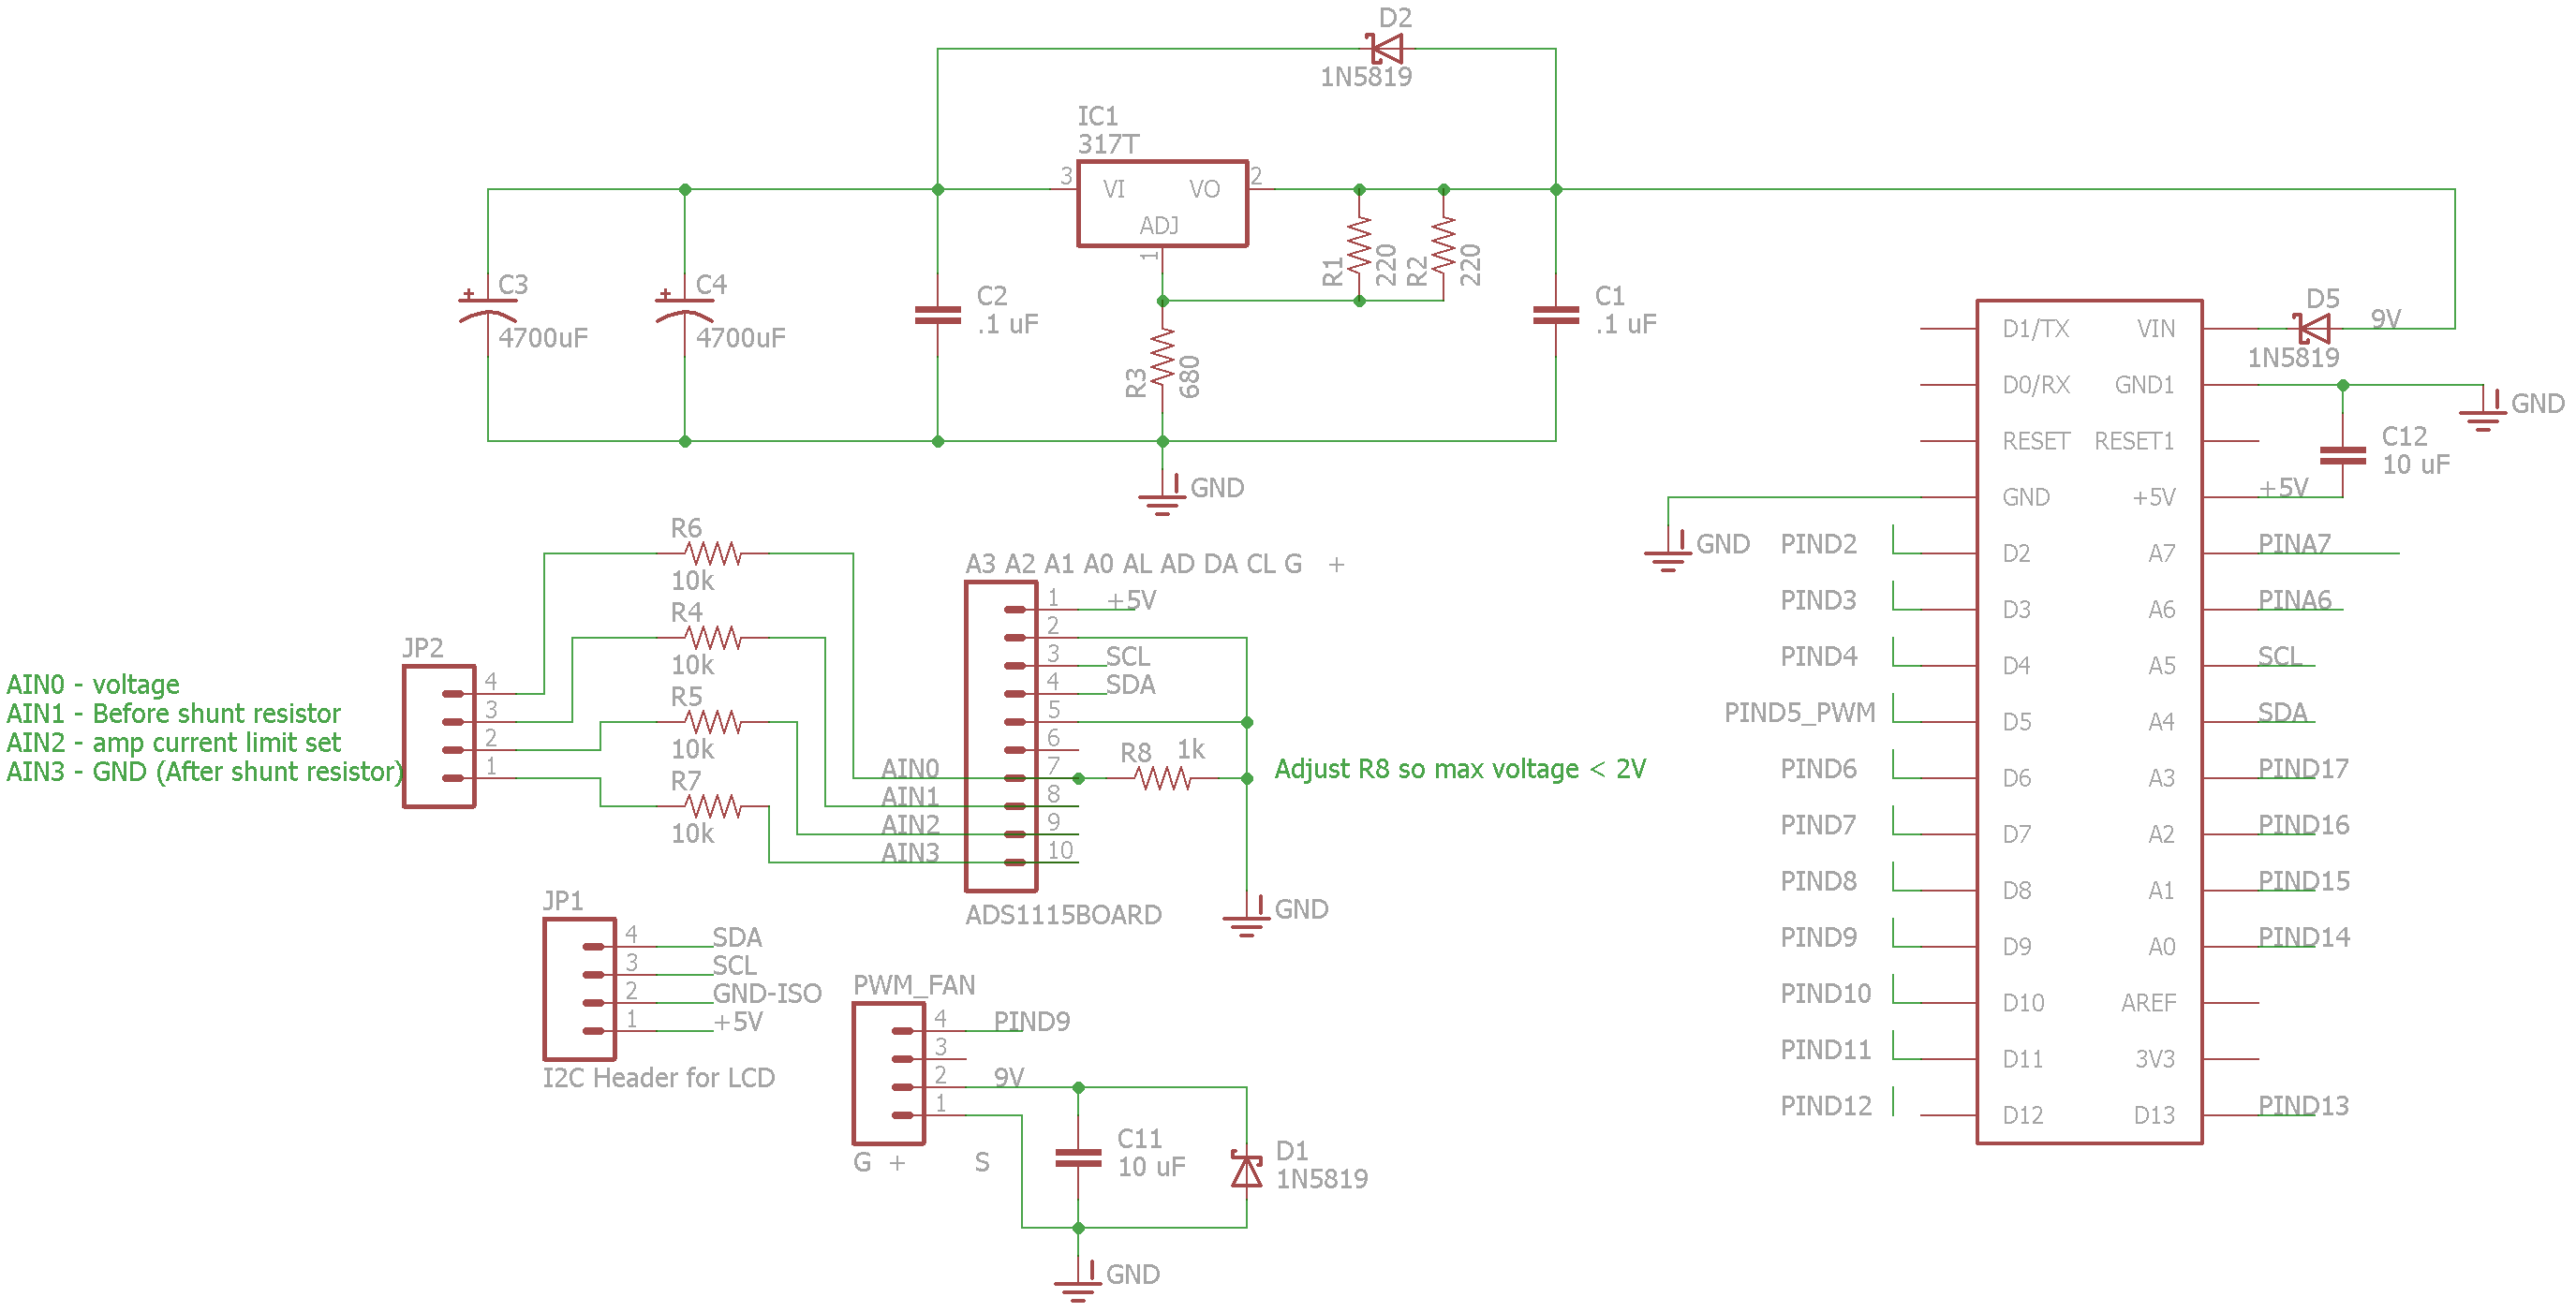 D2
1N5819
IC1
317T
3
VI
VO
2
ADJ
1
R1
220
R2
220
C3
4700uF
C4
4700uF
C2
.1 uF
C1
.1 uF
R3
680
GND
D1/TX
VIN
D5
9V
1N5819
D0/RX
GND1
GND
RESET
RESET1
C12
10 uF
GND
+5V
+5V
GND
PIND2
D2
A7
PINA7
PIND3
D3
A6
PINA6
PIND4
D4
A5
SCL
PIND5_PWM
D5
A4
SDA
PIND6
D6
A3
PIND17
PIND7
D7
A2
PIND16
PIND8
D8
A1
PIND15
PIND9
D9
A0
PIND14
PIND10
D10
AREF
PIND11
D11
3V3
PIND12
D12
D13
PIND13
R6
10k
R4
10k
R5
10k
R7
10k
JP2
4
3
2
1
AIN0 - voltage
AIN1 - Before shunt resistor
AIN2 - amp current limit set
AIN3 - GND (After shunt resistor)
A3 A2 A1 A0 AL AD DA CL G +
1
+5V
2
3
SCL
4
SDA
5
6
7
8
9
10
AIN0
AIN1
AIN2
AIN3
R8
1k
Adjust R8 so max voltage < 2V
ADS1115BOARD
GND
JP1
4
SDA
3
SCL
2
GND-ISO
1
+5V
I2C Header for LCD
PWM_FAN
4
PIND9
3
2
9V
1
G + S
C11
10 uF
D1
1N5819
GND